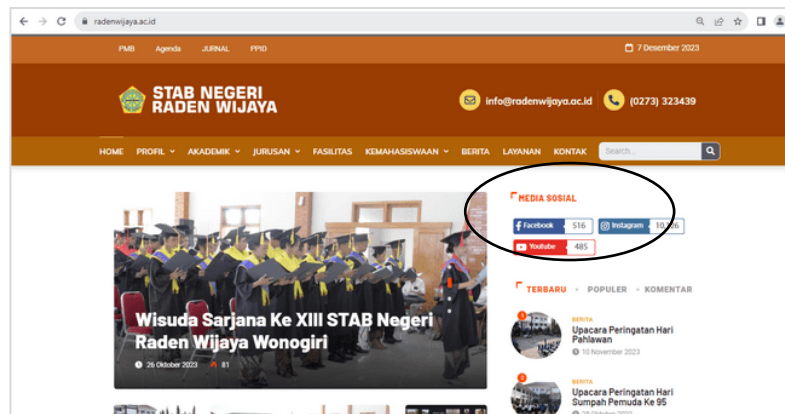 radenwijaya.ac.id
PMB Agenda JURNAL PPID 7 Desember 2023
STAB NEGERI
RADEN WIJAYA
info@radenwijaya.ac.id (0273) 323439
HOME PROFIL AKADEMIK JURUSAN FASILITAS KEMAHASISWAAN BERITA LAYANAN KONTAK Search...
MEDIA SOSIAL
Facebook 516 Instagram
Youtube 485
TERBARU POPULER KOMENTAR
1
BERITA
Upacara Peringatan Hari
Pahlawan
10 November 2023
Wisuda Sarjana Ke XIII STAB Negeri
Raden Wijaya Wonogiri
26 Oktober 2023 81
2
BERITA
Upacara Peringatan Hari
Sumpah Pemuda Ke 95